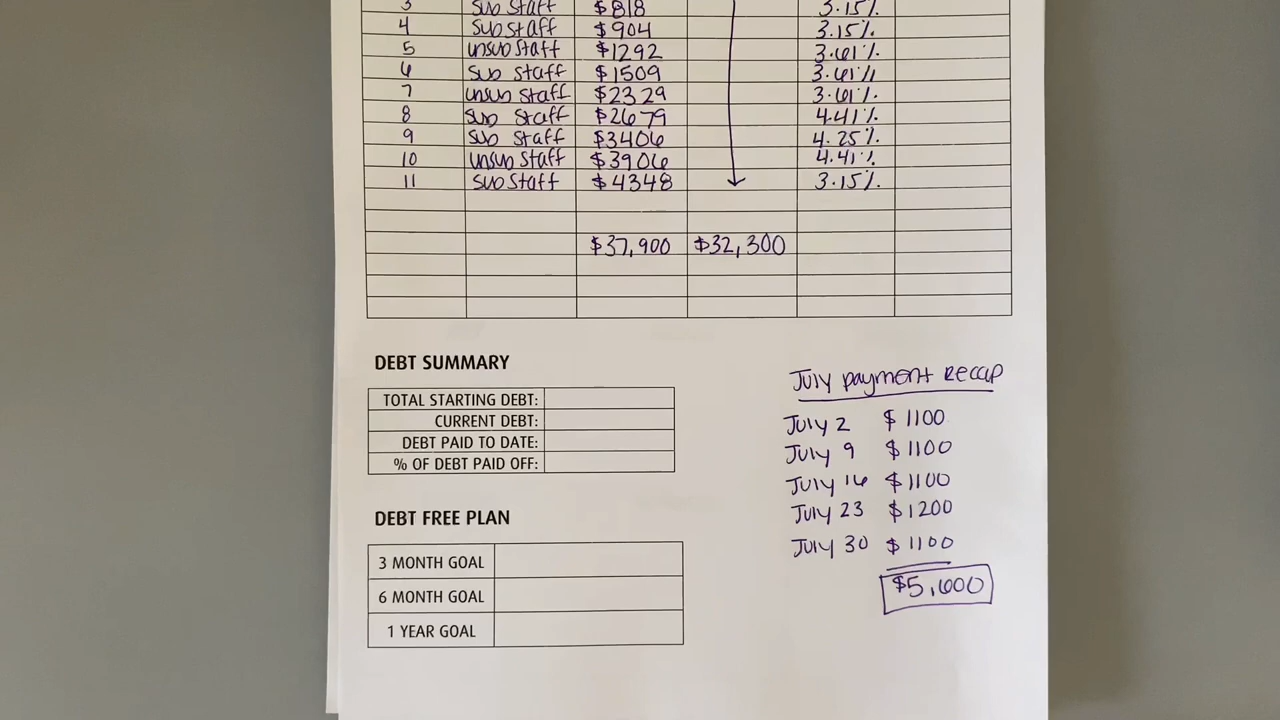 3 Sub Staff $818 3.15%
4 Sub Staff $904 3.15%
5 unsub Staff $1292 3.61%
6 Sub Staff $1509 3.61%
7 unsub Staff $2329 3.61%
8 Sub Staff $2679 4.41%
9 Sub Staff $3406 4.25%
10 unsub Staff $3906 4.41%
11 Sub Staff $4348 3.15%
$37,900 $32,300
DEBT SUMMARY
TOTAL STARTING DEBT:
CURRENT DEBT:
DEBT PAID TO DATE:
% OF DEBT PAID OFF:
DEBT FREE PLAN
3 MONTH GOAL
6 MONTH GOAL
1 YEAR GOAL
July payment Recap
July 2 $1100
July 9 $1100
July 16 $1100
July 23 $1200
July 30 $1100
$5,600